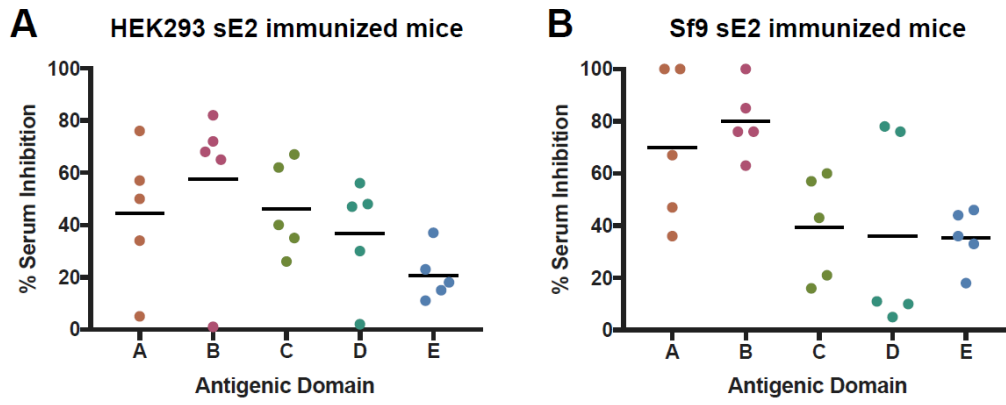 A
HEK293 sE2 immunized mice
% Serum Inhibition
100
80
60
40
20
0
A B C D E
Antigenic Domain
B
Sf9 sE2 immunized mice
% Serum Inhibition
100
80
60
40
20
0
A B C D E
Antigenic Domain